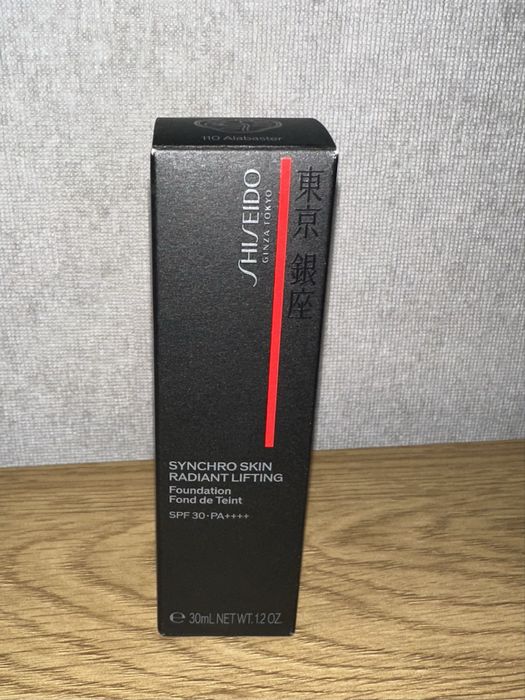 110 Alabaster
SHISEIDO
GINZA TOKYO
東京 銀座
SYNCHRO SKIN
RADIANT LIFTING
Foundation
Fond de Teint
SPF 30·PA++++
℮ 30mL NET WT. 1.2 OZ.